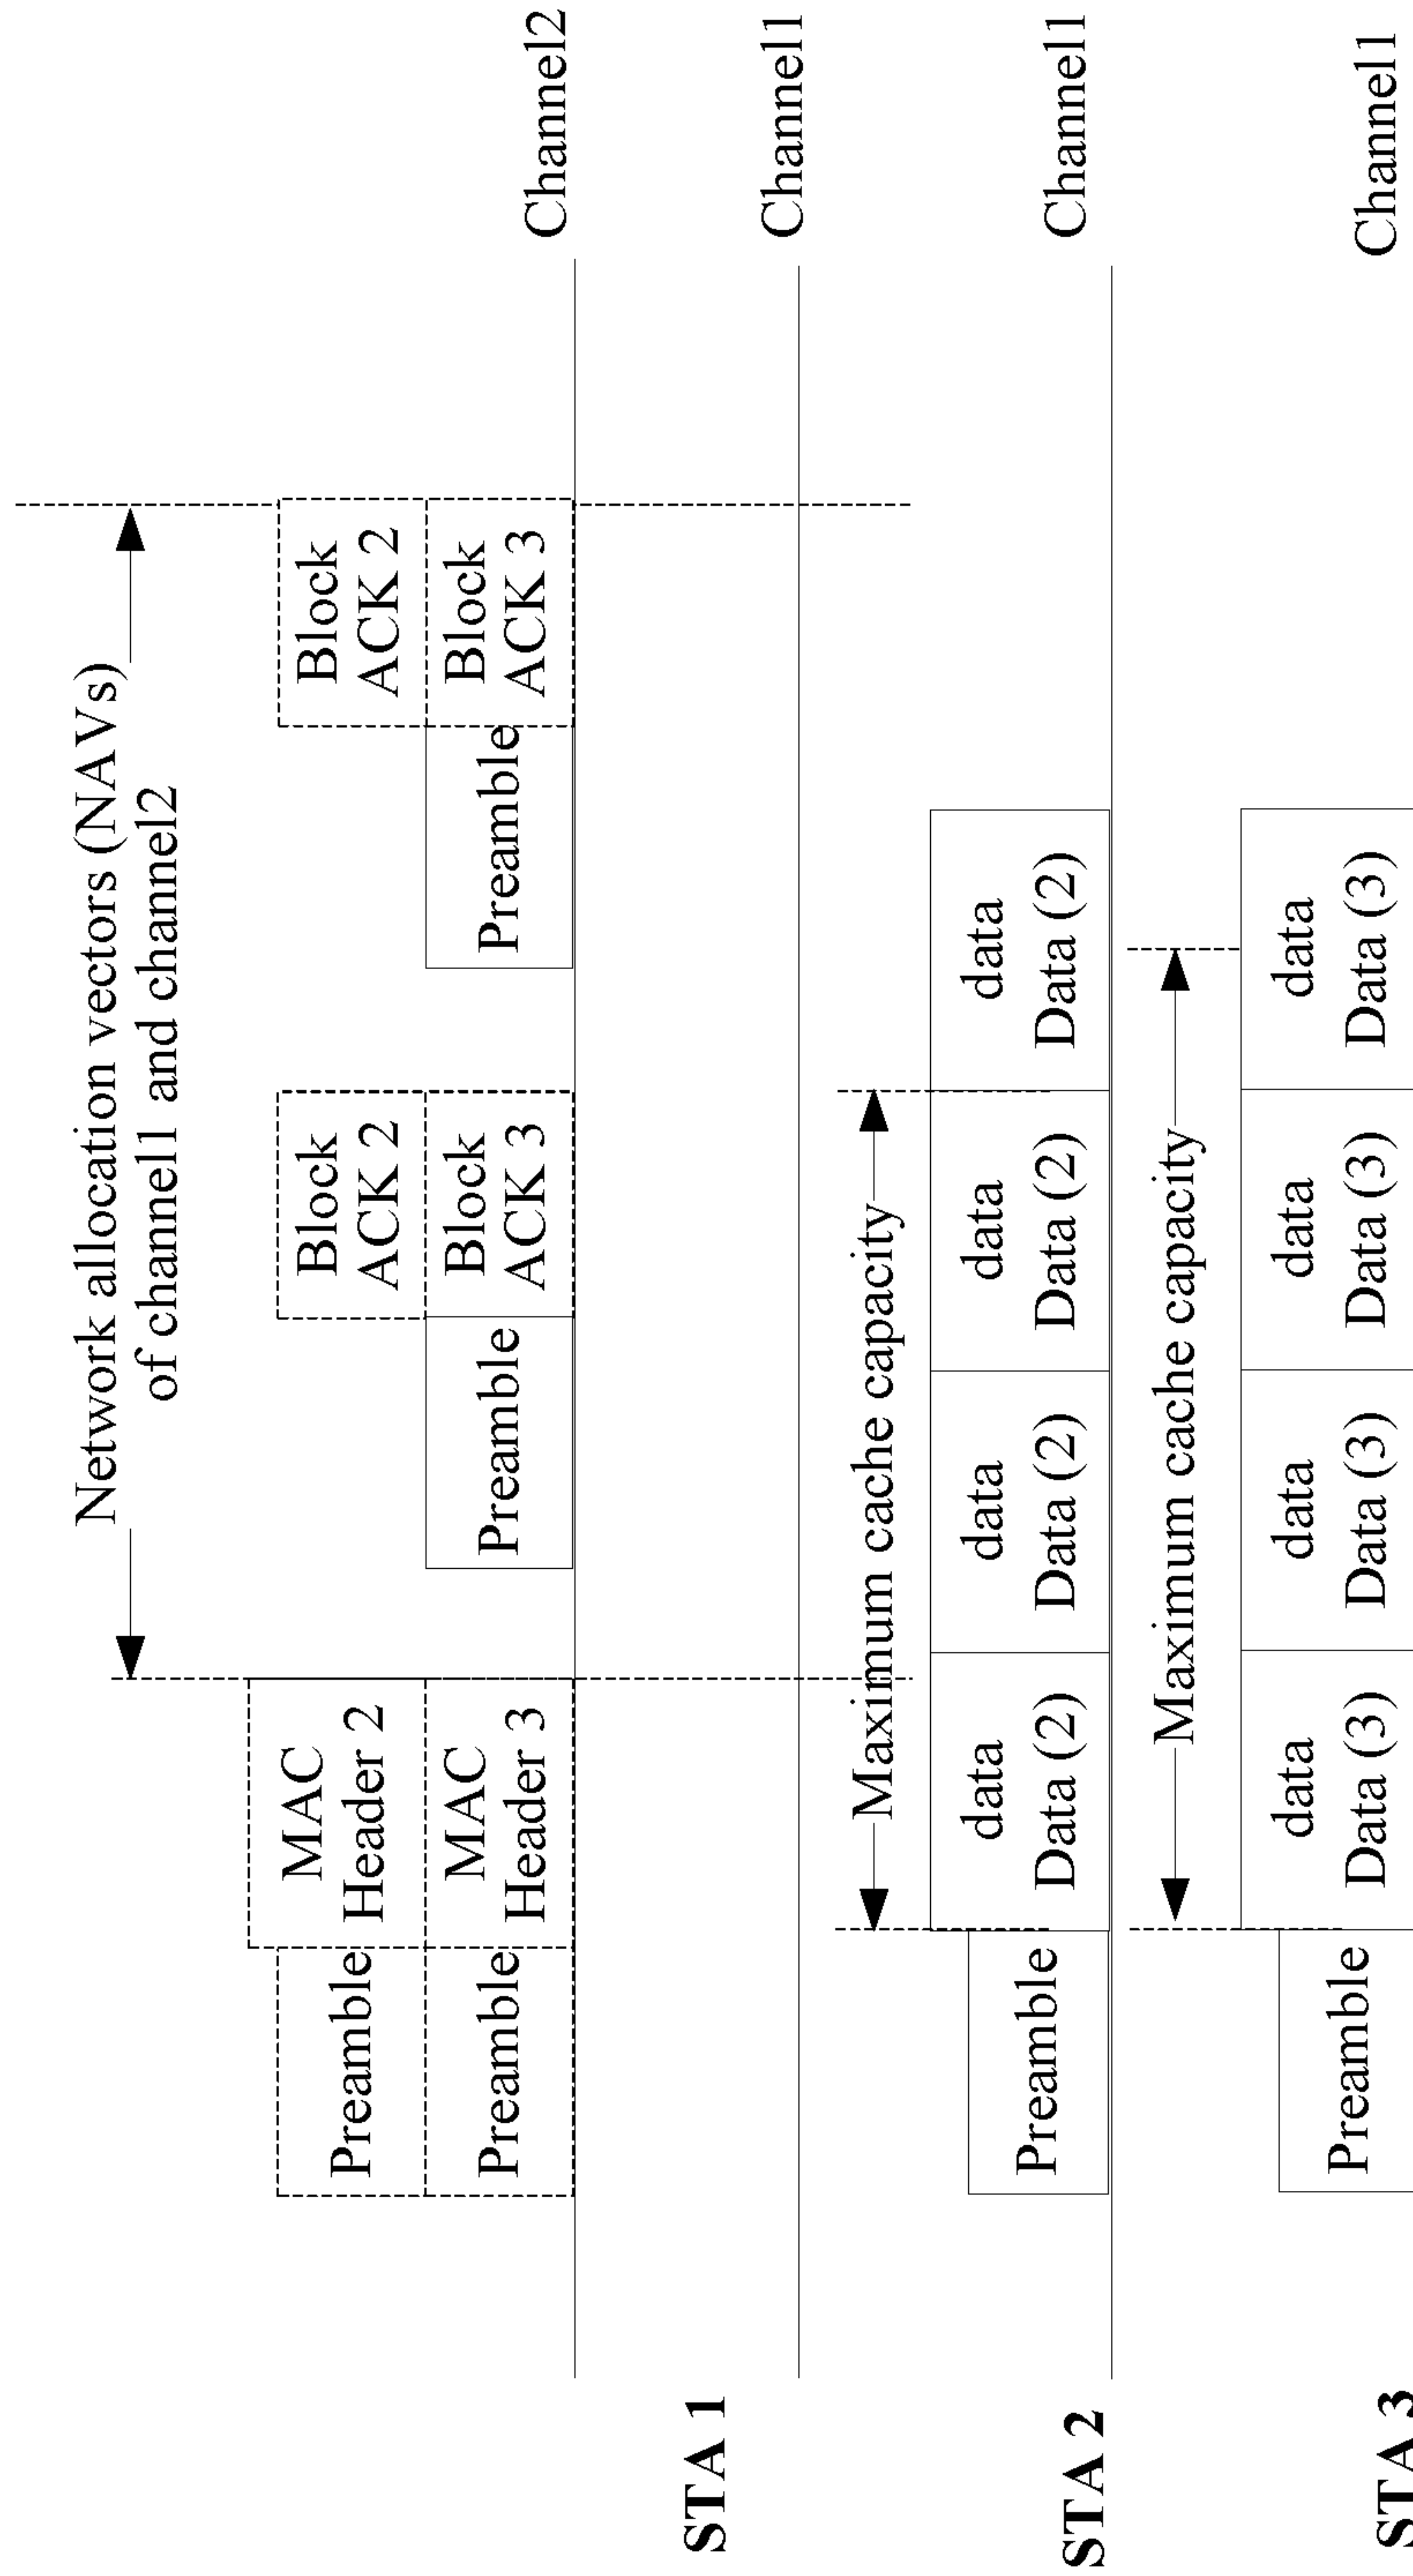 Network allocation vectors (NAVs)
of channel1 and channel2
Preamble
MAC
Header 2
Block
ACK 2
Block
ACK 2
Preamble
MAC
Header 3
Preamble
Block
ACK 3
Preamble
Block
ACK 3
Channel2
STA 1
Channel1
Maximum cache capacity
STA 2
Preamble
data
Data (2)
data
Data (2)
data
Data (2)
data
Data (2)
Channel1
Maximum cache capacity
STA 3
Preamble
data
Data (3)
data
Data (3)
data
Data (3)
data
Data (3)
Channel1